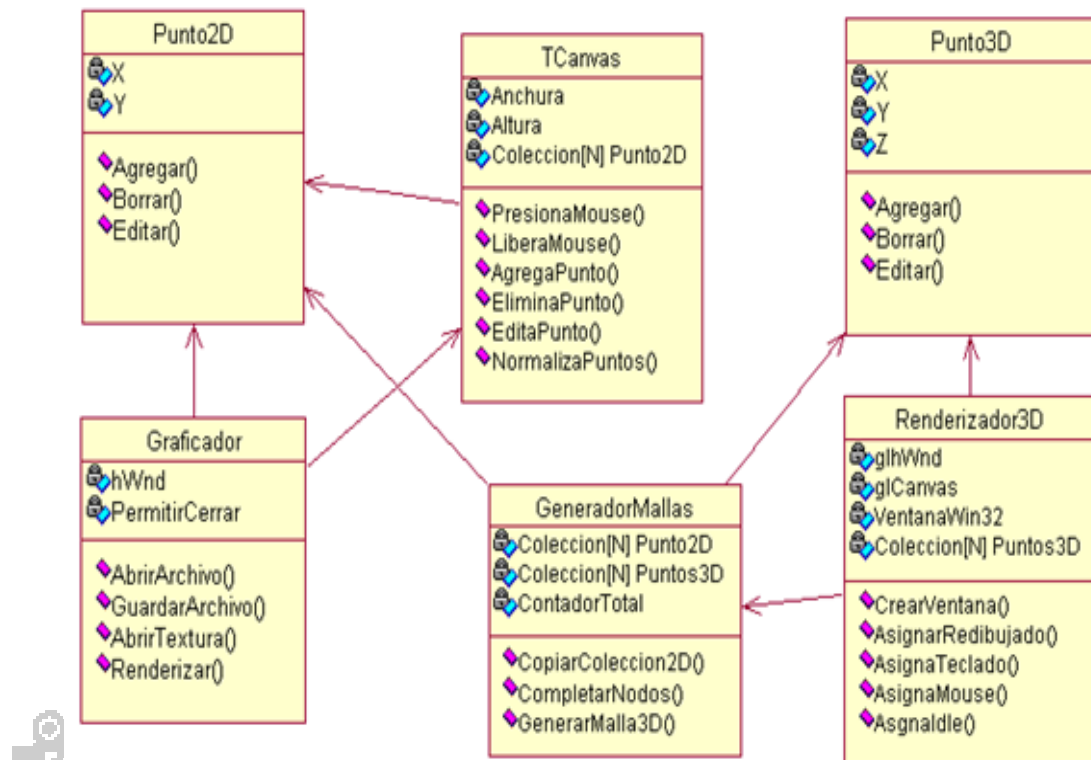 Punto2D
X
Y
Agregar()
Borrar()
Editar()
TCanvas
Anchura
Altura
Coleccion[N] Punto2D
PresionaMouse()
LiberaMouse()
AgregaPunto()
EliminaPunto()
EditaPunto()
NormalizaPuntos()
Punto3D
X
Y
Z
Agregar()
Borrar()
Editar()
Graficador
hWnd
PermitirCerrar
AbrirArchivo()
GuardarArchivo()
AbrirTextura()
Renderizar()
GeneradorMallas
Coleccion[N] Punto2D
Coleccion[N] Puntos3D
ContadorTotal
CopiarColeccion2D()
CompletarNodos()
GenerarMalla3D()
Renderizador3D
glhWnd
glCanvas
VentanaWin32
Coleccion[N] Puntos3D
CrearVentana()
AsignarRedibujado()
AsignaTeclado()
AsignaMouse()
AsgnaIdle()